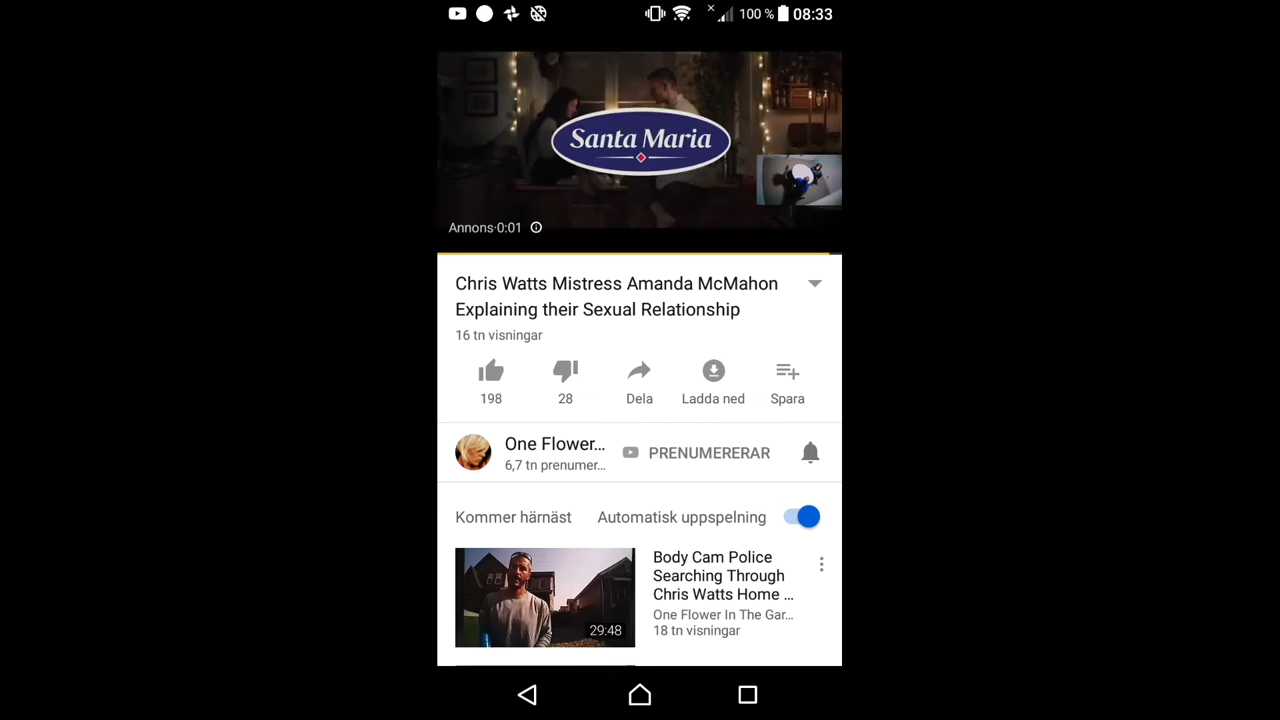 100 % 08:33
Santa Maria
Annons·0:01
Chris Watts Mistress Amanda McMahon
Explaining their Sexual Relationship
16 tn visningar
198 28 Dela Ladda ned Spara
One Flower...
PRENUMERERAR
6,7 tn prenumer...
Kommer härnäst Automatisk uppspelning
Body Cam Police
Searching Through
Chris Watts Home ...
One Flower In The Gar...
18 tn visningar
29:48